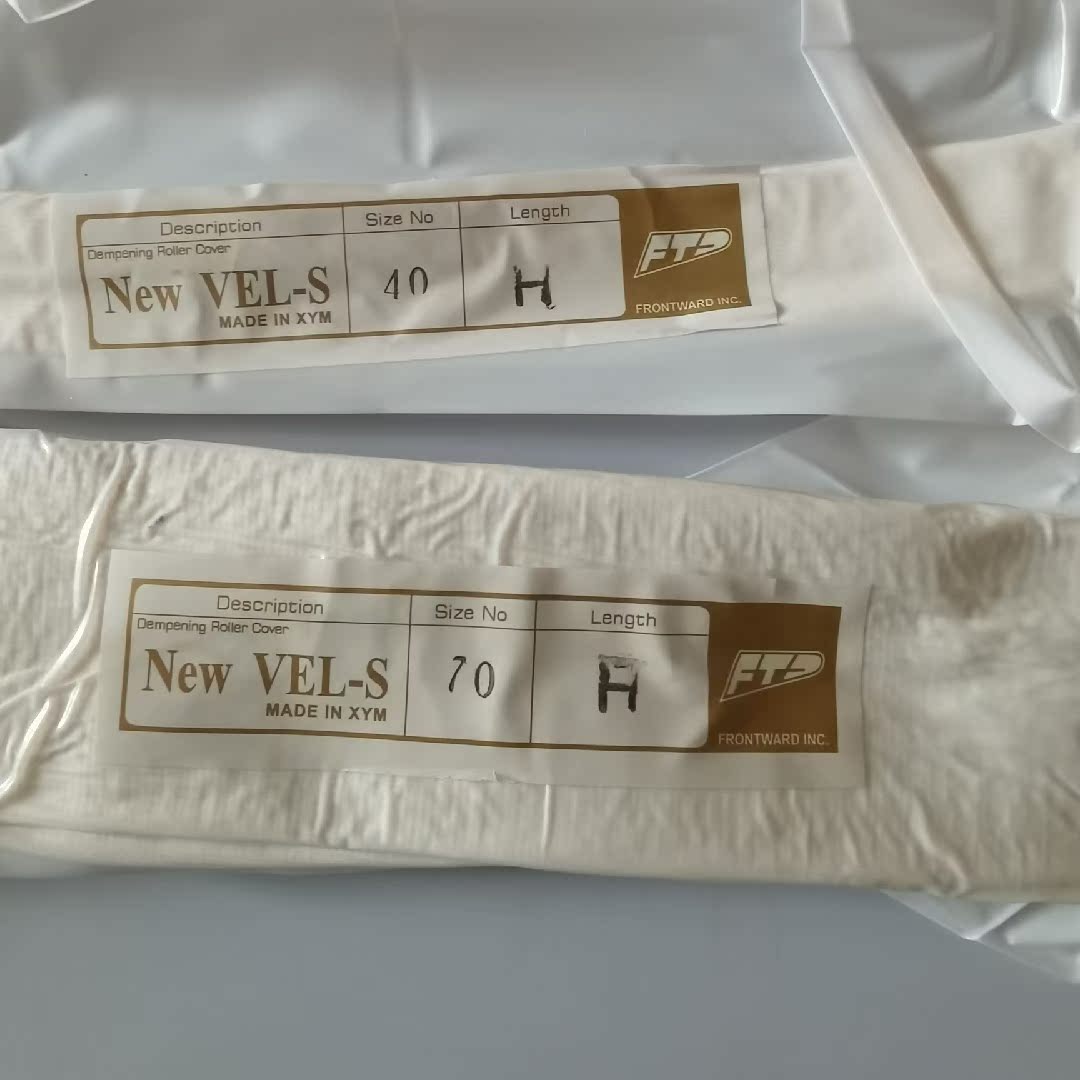 Description Size No Length
Dempening Roller Cover
New VEL-S 40 H
MADE IN XYM
FTP
FRONTWARD INC.
Description Size No Length
Dempening Roller Cover
New VEL-S 70 H
MADE IN XYM
FTP
FRONTWARD INC.